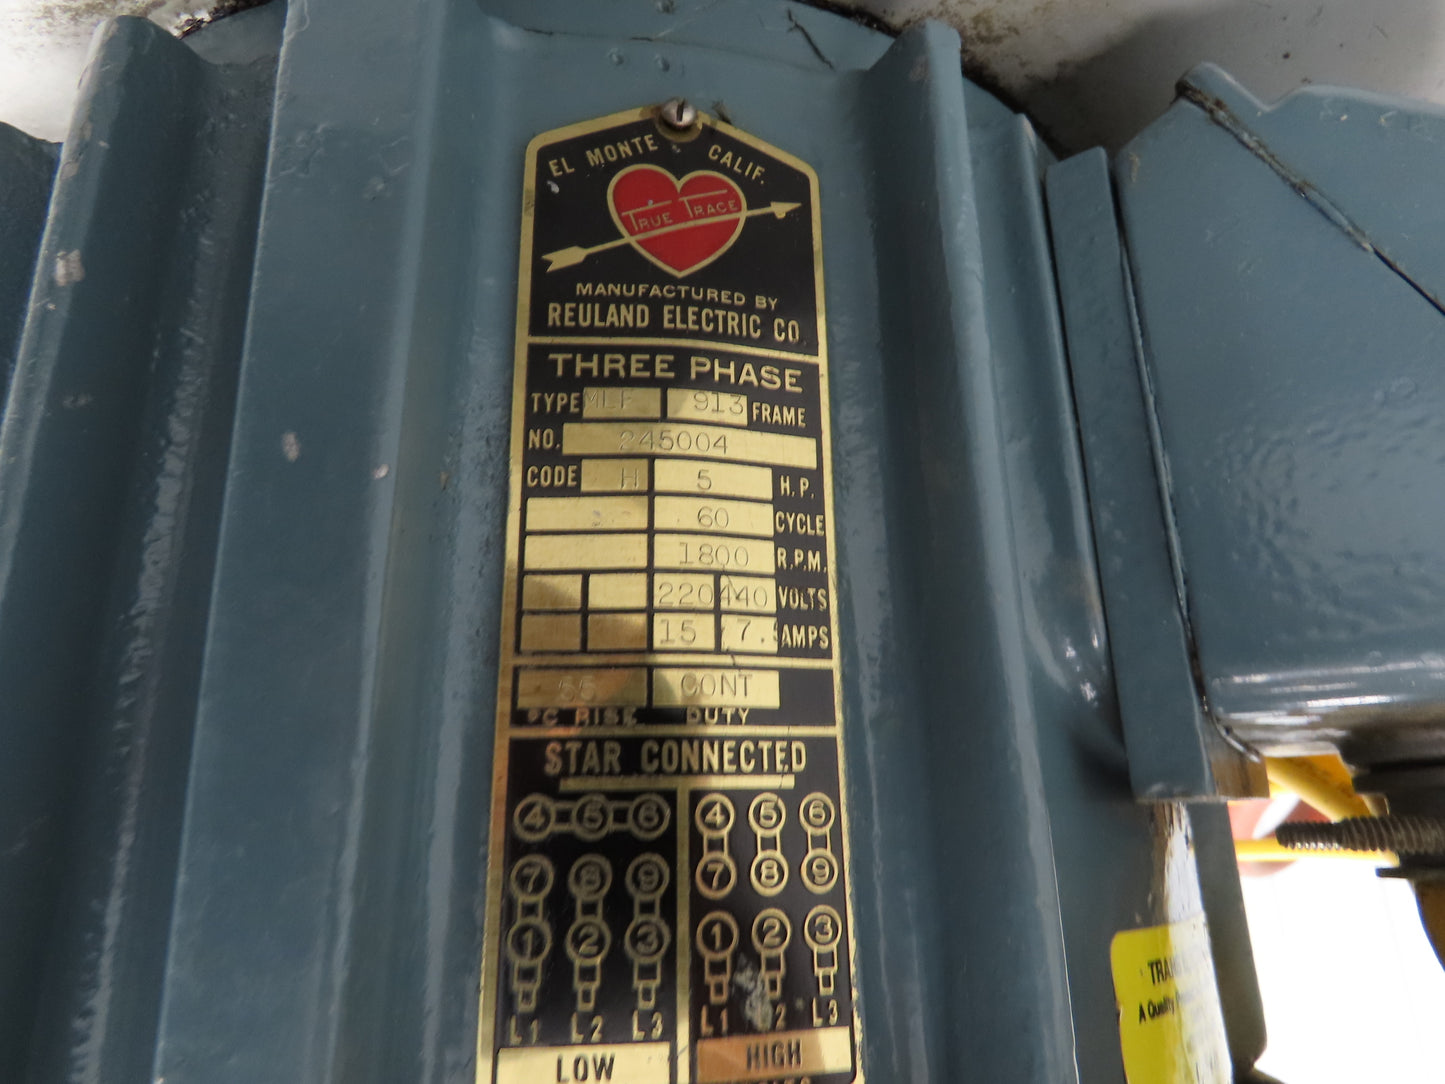 EL MONTE CALIF.
TRUE TRACE
MANUFACTURED BY
REULAND ELECTRIC CO.
THREE PHASE
TYPE MLF 913 FRAME
NO. 245004
CODE H 5 H.P.
60 CYCLE
1800 R.P.M.
220 440 VOLTS
15 7.5 AMPS
55 CONT
°C RISE DUTY
STAR CONNECTED
4 5 6 4 5 6
7 8 9 7 8 9
1 2 3 1 2 3
L1 L2 L3 L1 2 L3
LOW HIGH
A Quality